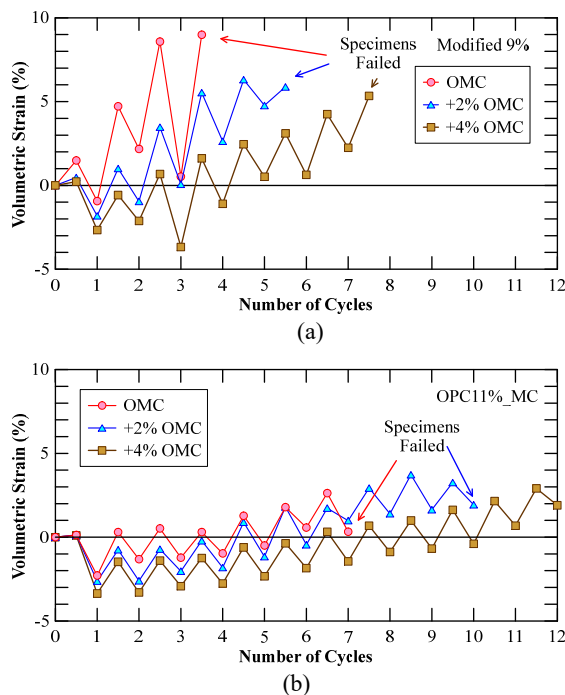 10
Specimens
Failed
Modified 9%
OMC
+2% OMC
+4% OMC
5
0
-5
Volumetric Strain (%)
0 1 2 3 4 5 6 7 8 9 10 11 12
Number of Cycles
(a)
10
OPC11%_MC
OMC
+2% OMC
+4% OMC
Specimens
Failed
5
0
-5
Volumetric Strain (%)
0 1 2 3 4 5 6 7 8 9 10 11 12
Number of Cycles
(b)